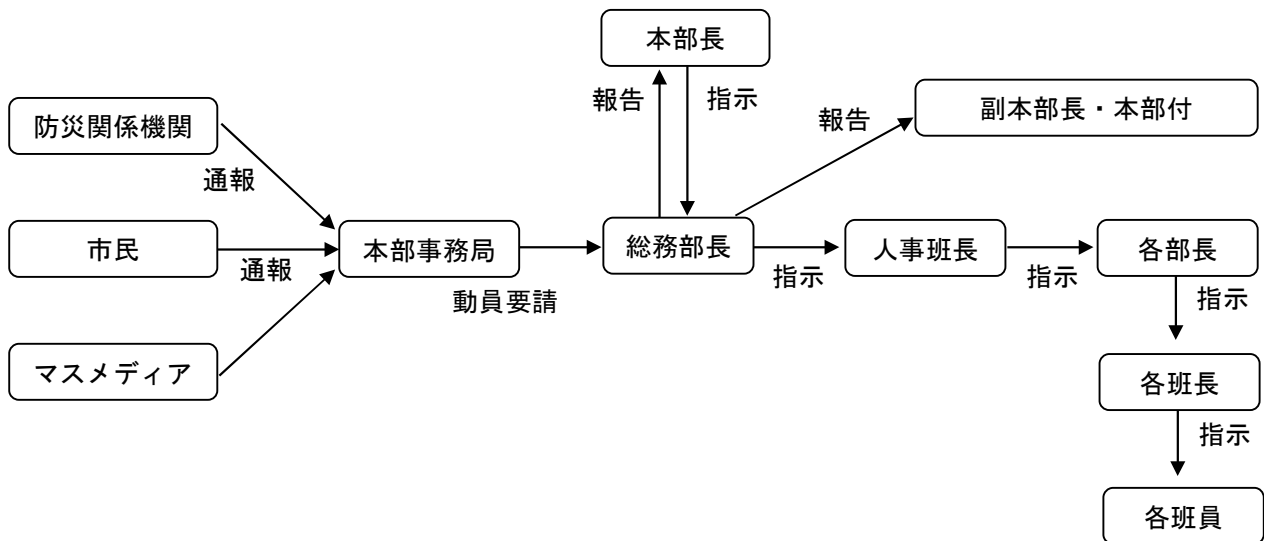 本部長
報告
指示
報告
副本部長・本部付
防災関係機関
通報
市民
通報
本部事務局
動員要請
総務部長
指示
人事班長
指示
各部長
指示
マスメディア
各班長
指示
各班員